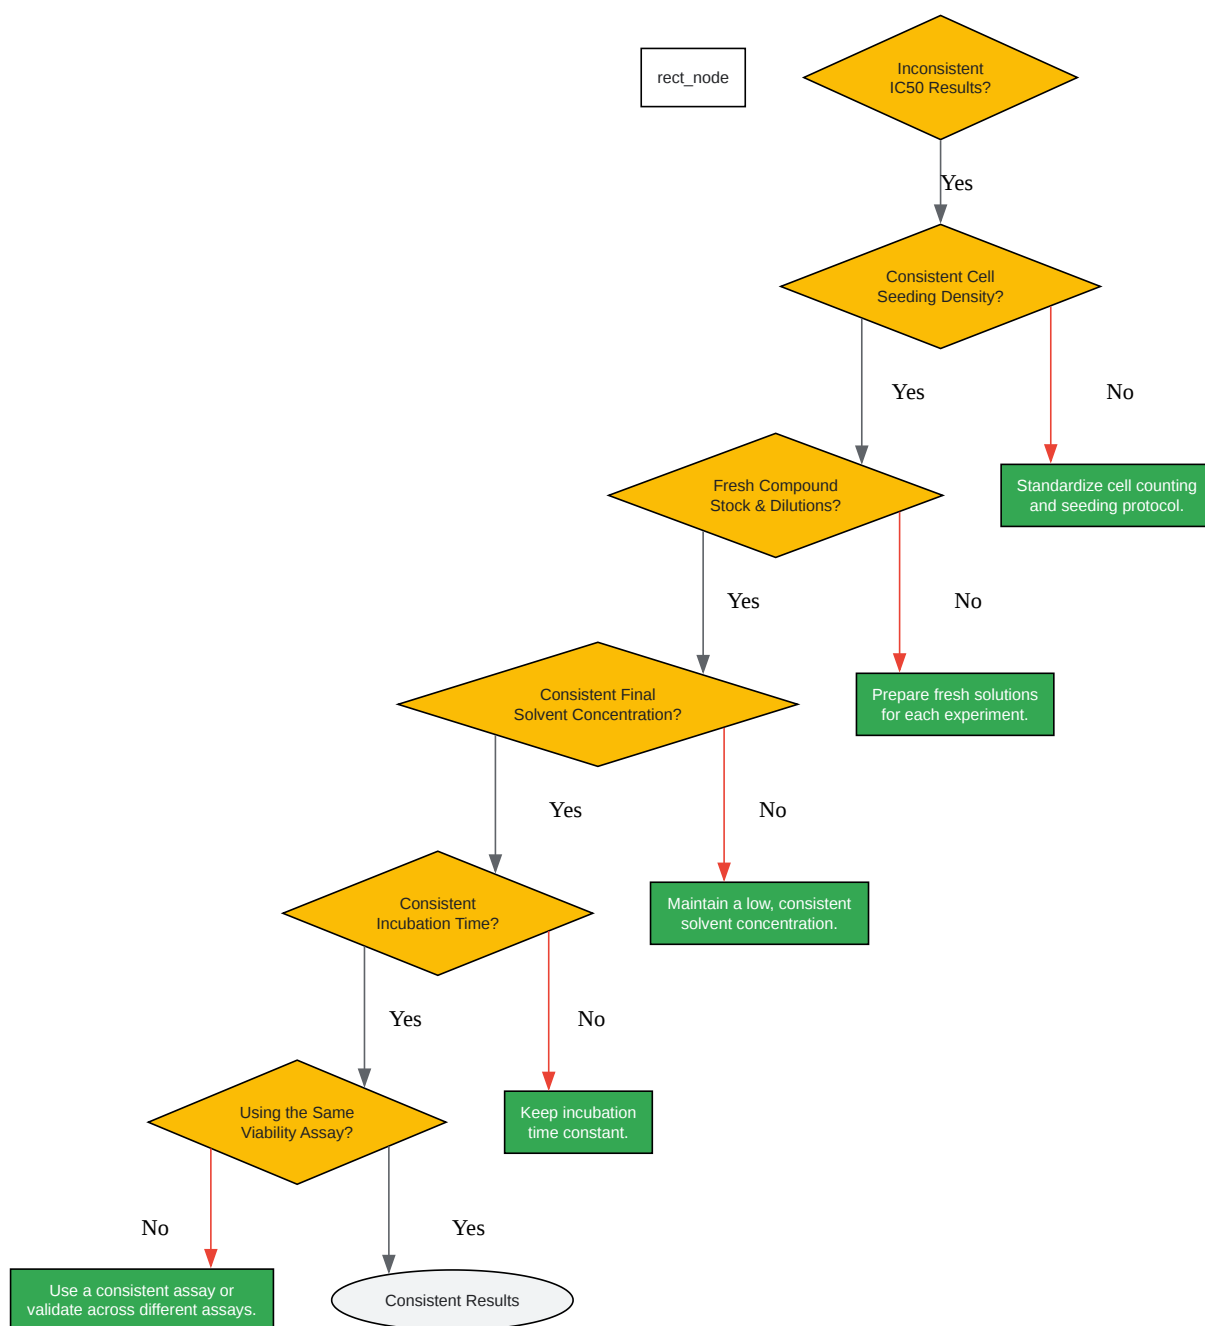 rect_node
Inconsistent
IC50 Results?
Yes
Consistent Cell
Seeding Density?
Yes
No
Fresh Compound
Stock & Dilutions?
Standardize cell counting
and seeding protocol.
Yes
No
Consistent Final
Solvent Concentration?
Prepare fresh solutions
for each experiment.
Yes
No
Consistent
Incubation Time?
Maintain a low, consistent
solvent concentration.
Yes
No
Using the Same
Viability Assay?
Keep incubation
time constant.
No
Yes
Use a consistent assay or
validate across different assays.
Consistent Results